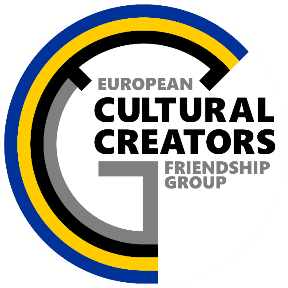 EUROPEAN
CULTURAL
CREATORS
FRIENDSHIP
GROUP